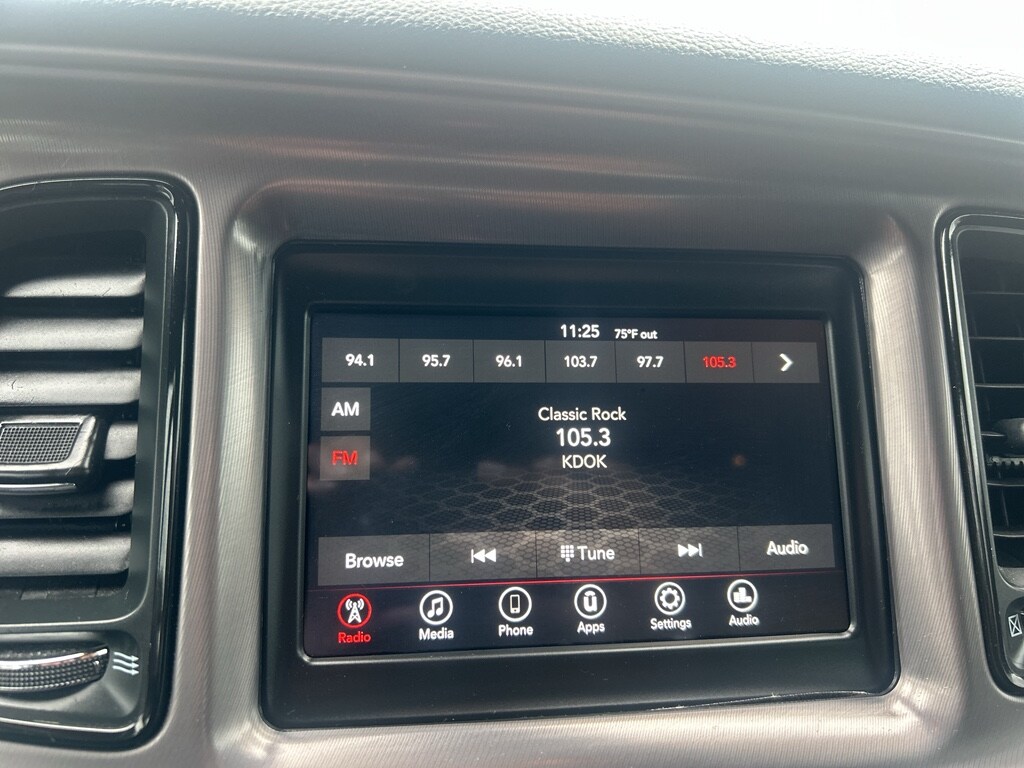 11:25 75°F out
94.1 95.7 96.1 103.7 97.7 105.3
AM
FM
Classic Rock
105.3
KDOK
Browse Tune Audio
Radio Media Phone Apps Settings Audio